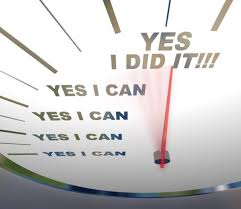 YES
I DID IT!!!
YES I CAN
YES I CAN
YES I CAN
YES I CAN